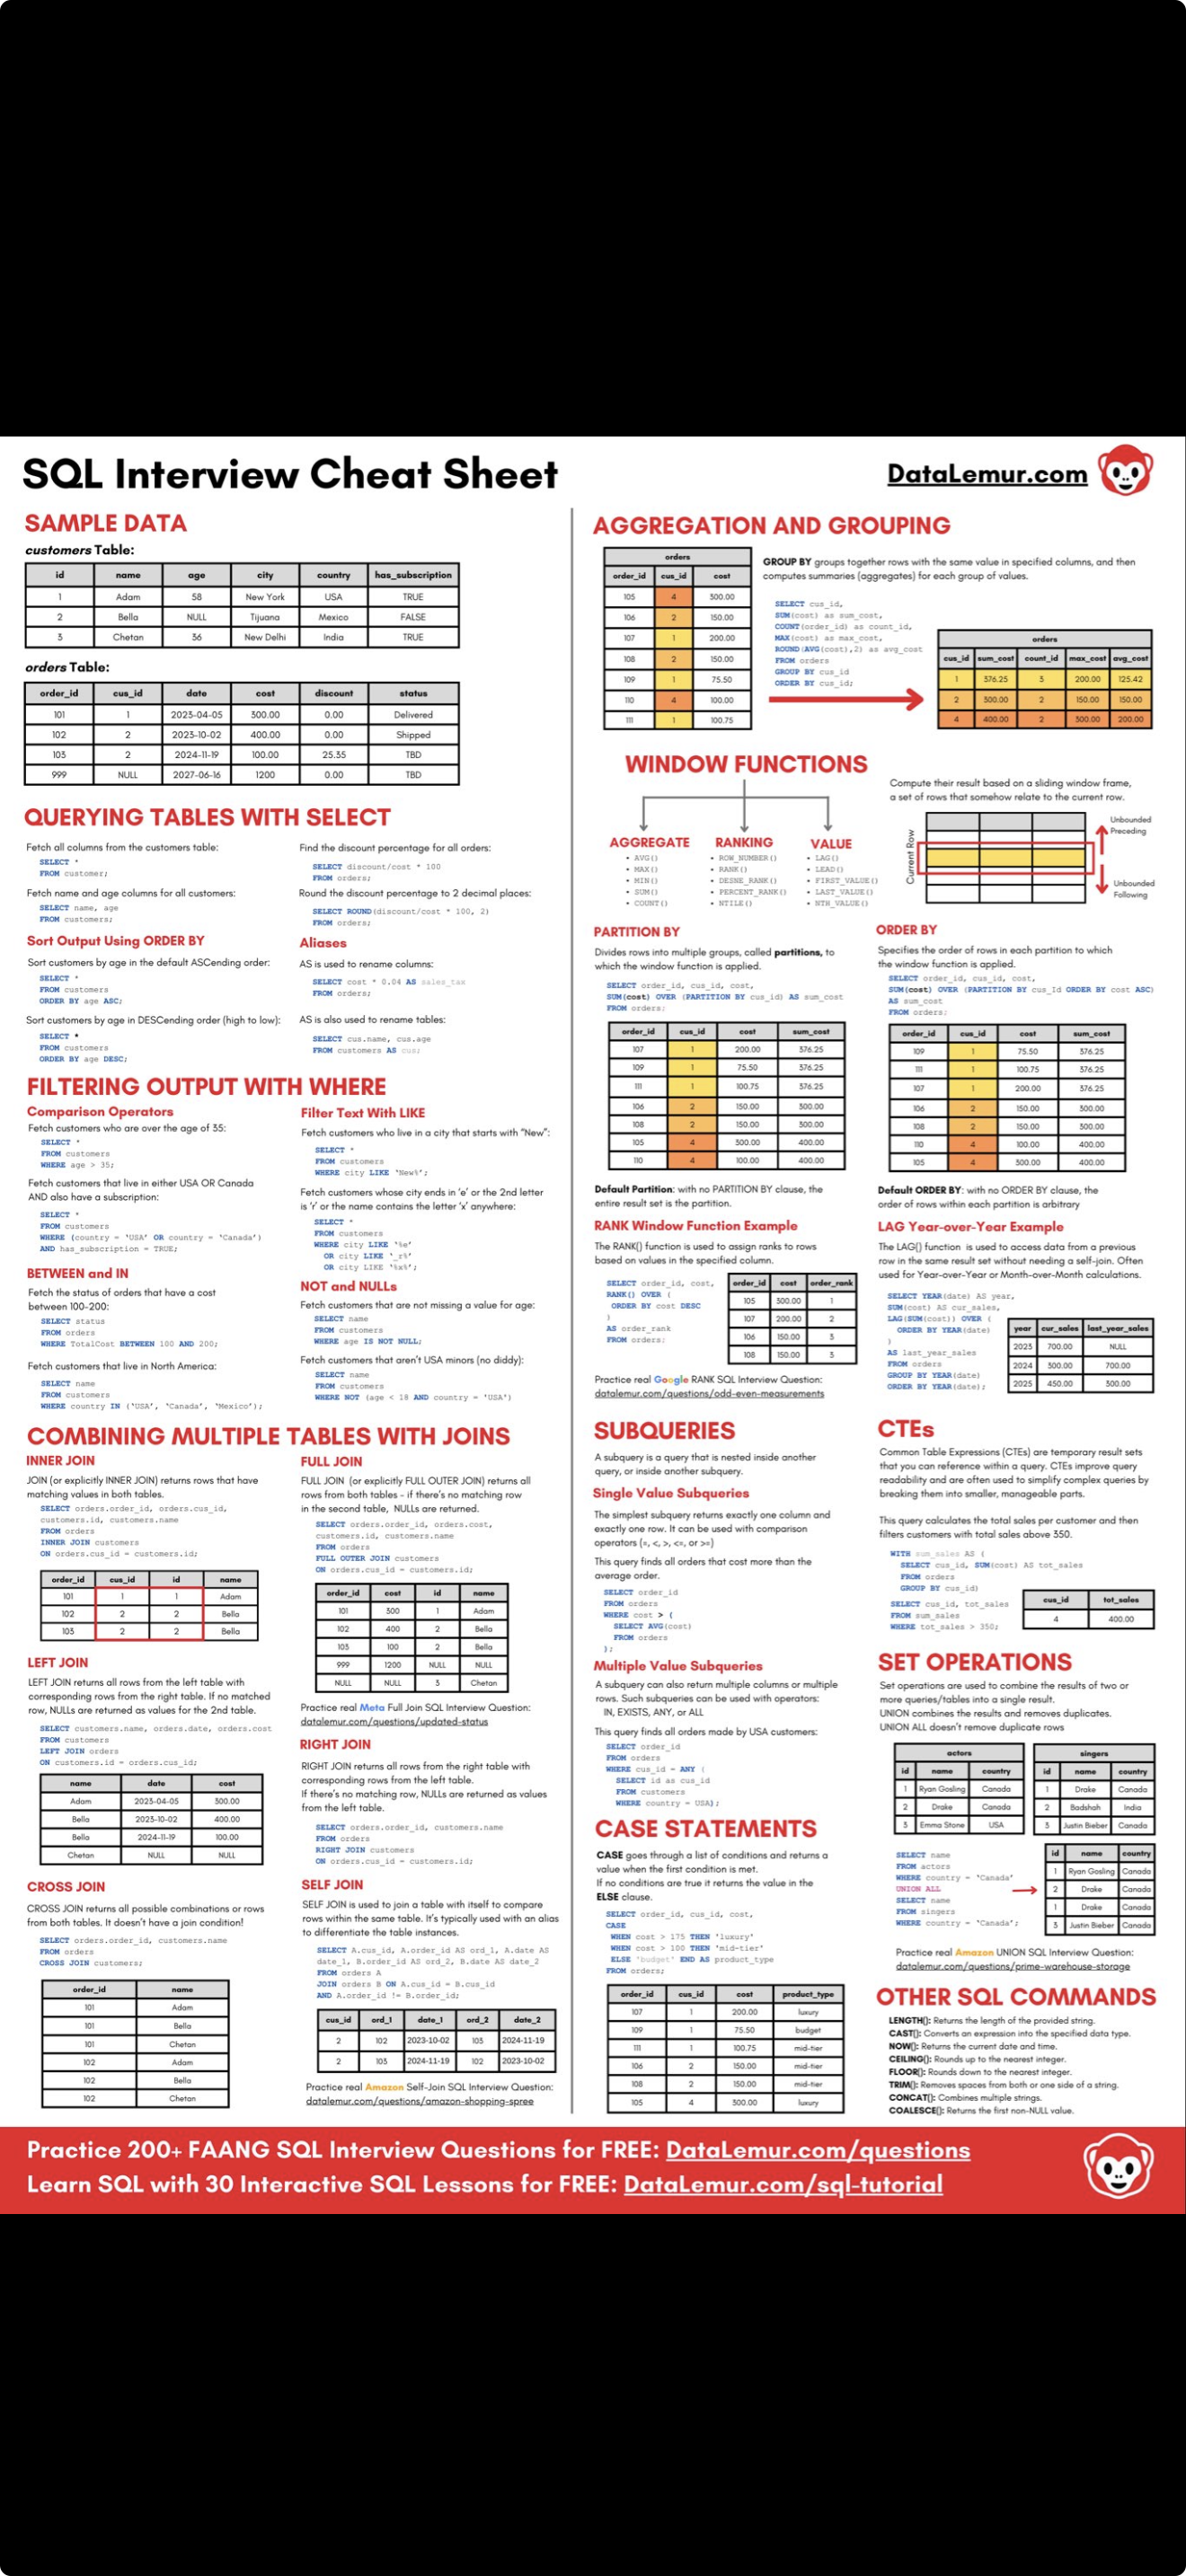 SQL Interview Cheat Sheet
DataLemur.com
SAMPLE DATA
customers Table:
id name age city country has_subscription
1 Adam 58 New York USA TRUE
2 Bella NULL Tijuana Mexico FALSE
3 Chetan 36 New Delhi India TRUE
orders Table:
order_id cus_id date cost discount status
101 1 2023-04-05 300.00 0.00 Delivered
102 2 2023-10-02 400.00 0.00 Shipped
103 2 2024-11-19 100.00 25.35 TBD
999 NULL 2027-06-16 1200 0.00 TBD
QUERYING TABLES WITH SELECT
Fetch all columns from the customers table:
SELECT *
FROM customer;
Fetch name and age columns for all customers:
SELECT name, age
FROM customers;
Sort Output Using ORDER BY
Sort customers by age in the default ASCending order:
SELECT *
FROM customers
ORDER BY age ASC;
Sort customers by age in DESCending order (high to low):
SELECT *
FROM customers
ORDER BY age DESC;
Find the discount percentage for all orders:
SELECT discount/cost * 100
FROM orders;
Round the discount percentage to 2 decimal places:
SELECT ROUND(discount/cost * 100, 2)
FROM orders;
Aliases
AS is used to rename columns:
SELECT cost * 0.04 AS sales_tax
FROM orders;
AS is also used to rename tables:
SELECT cus.name, cus.age
FROM customers AS cus;
FILTERING OUTPUT WITH WHERE
Comparison Operators
Fetch customers who are over the age of 35:
SELECT *
FROM customers
WHERE age > 35;
Fetch customers that live in either USA OR Canada
AND also have a subscription:
SELECT *
FROM customers
WHERE (country = 'USA' OR country = 'Canada')
AND has_subscription = TRUE;
BETWEEN and IN
Fetch the status of orders that have a cost
between 100-200:
SELECT status
FROM orders
WHERE TotalCost BETWEEN 100 AND 200;
Fetch customers that live in North America:
SELECT name
FROM customers
WHERE country IN ('USA', 'Canada', 'Mexico');
Filter Text With LIKE
Fetch customers who live in a city that starts with "New":
SELECT *
FROM customers
WHERE city LIKE 'New%';
Fetch customers whose city ends in 'e' or the 2nd letter
is 'r' or the name contains the letter 'x' anywhere:
SELECT *
FROM customers
WHERE city LIKE '%e'
OR city LIKE '_r%'
OR city LIKE '%x%';
NOT and NULLs
Fetch customers that are not missing a value for age:
SELECT name
FROM customers
WHERE age IS NOT NULL;
Fetch customers that aren't USA minors (no diddy):
SELECT name
FROM customers
WHERE NOT (age < 18 AND country = 'USA')
COMBINING MULTIPLE TABLES WITH JOINS
INNER JOIN
JOIN (or explicitly INNER JOIN) returns rows that have
matching values in both tables.
SELECT orders.order_id, orders.cus_id,
customers.id, customers.name
FROM orders
INNER JOIN customers
ON orders.cus_id = customers.id;
order_id cus_id id name
101 1 1 Adam
102 2 2 Bella
103 2 2 Bella
LEFT JOIN
LEFT JOIN returns all rows from the left table with
corresponding rows from the right table. If no matched
row, NULLs are returned as values for the 2nd table.
SELECT customers.name, orders.date, orders.cost
FROM customers
LEFT JOIN orders
ON customers.id = orders.cus_id;
name date cost
Adam 2023-04-05 300.00
Bella 2023-10-02 400.00
Bella 2024-11-19 100.00
Chetan NULL NULL
CROSS JOIN
CROSS JOIN returns all possible combinations or rows
from both tables. It doesn't have a join condition!
SELECT orders.order_id, customers.name
FROM orders
CROSS JOIN customers;
order_id name
101 Adam
101 Bella
101 Chetan
102 Adam
102 Bella
102 Chetan
FULL JOIN
FULL JOIN (or explicitly FULL OUTER JOIN) returns all
rows from both tables - if there's no matching row
in the second table, NULLs are returned.
SELECT orders.order_id, orders.cost,
customers.id, customers.name
FROM orders
FULL OUTER JOIN customers
ON orders.cus_id = customers.id;
order_id cost id name
101 300 1 Adam
102 400 2 Bella
103 100 2 Bella
999 1200 NULL NULL
NULL NULL 3 Chetan
Practice real Meta Full Join SQL Interview Question:
datalemur.com/questions/updated-status
RIGHT JOIN
RIGHT JOIN returns all rows from the right table with
corresponding rows from the left table.
If there's no matching row, NULLs are returned as values
from the left table.
SELECT orders.order_id, customers.name
FROM orders
RIGHT JOIN customers
ON orders.cus_id = customers.id;
SELF JOIN
SELF JOIN is used to join a table with itself to compare
rows within the same table. It's typically used with an alias
to differentiate the table instances.
SELECT A.cus_id, A.order_id AS ord_1, A.date AS
date_1, B.order_id AS ord_2, B.date AS date_2
FROM orders A
JOIN orders B ON A.cus_id = B.cus_id
AND A.order_id != B.order_id;
cus_id ord_1 date_1 ord_2 date_2
2 102 2023-10-02 103 2024-11-19
2 103 2024-11-19 102 2023-10-02
Practice real Amazon Self-Join SQL Interview Question:
datalemur.com/questions/amazon-shopping-spree
AGGREGATION AND GROUPING
orders
order_id cus_id cost
105 4 300.00
106 2 150.00
107 1 200.00
108 2 150.00
109 1 75.50
110 4 100.00
111 1 100.75
GROUP BY groups together rows with the same value in specified columns, and then
computes summaries (aggregates) for each group of values.
SELECT cus_id,
SUM(cost) as sum_cost,
COUNT(order_id) as count_id,
MAX(cost) as max_cost,
ROUND(AVG(cost),2) as avg_cost
FROM orders
GROUP BY cus_id
ORDER BY cus_id;
orders
cus_id sum_cost count_id max_cost avg_cost
1 376.25 3 200.00 125.42
2 300.00 2 150.00 150.00
4 400.00 2 300.00 200.00
WINDOW FUNCTIONS
Compute their result based on a sliding window frame,
a set of rows that somehow relate to the current row.
AGGREGATE
• AVG()
• MAX()
• MIN()
• SUM()
• COUNT()
RANKING
• ROW_NUMBER()
• RANK()
• DESNE_RANK()
• PERCENT_RANK()
• NTILE()
VALUE
• LAG()
• LEAD()
• FIRST_VALUE()
• LAST_VALUE()
• NTH_VALUE()
Current Row
Unbounded
Preceding
Unbounded
Following
PARTITION BY
Divides rows into multiple groups, called partitions, to
which the window function is applied.
SELECT order_id, cus_id, cost,
SUM(cost) OVER (PARTITION BY cus_id) AS sum_cost
FROM orders;
order_id cus_id cost sum_cost
107 1 200.00 376.25
109 1 75.50 376.25
111 1 100.75 376.25
106 2 150.00 300.00
108 2 150.00 300.00
105 4 300.00 400.00
110 4 100.00 400.00
Default Partition: with no PARTITION BY clause, the
entire result set is the partition.
ORDER BY
Specifies the order of rows in each partition to which
the window function is applied.
SELECT order_id, cus_id, cost,
SUM(cost) OVER (PARTITION BY cus_Id ORDER BY cost ASC)
AS sum_cost
FROM orders;
order_id cus_id cost sum_cost
109 1 75.50 376.25
111 1 100.75 376.25
107 1 200.00 376.25
106 2 150.00 300.00
108 2 150.00 300.00
110 4 100.00 400.00
105 4 300.00 400.00
Default ORDER BY: with no ORDER BY clause, the
order of rows within each partition is arbitrary
RANK Window Function Example
The RANK() function is used to assign ranks to rows
based on values in the specified column.
SELECT order_id, cost,
RANK() OVER (
ORDER BY cost DESC
)
AS order_rank
FROM orders;
order_id cost order_rank
105 300.00 1
107 200.00 2
106 150.00 3
108 150.00 3
Practice real Google RANK SQL Interview Question:
datalemur.com/questions/odd-even-measurements
LAG Year-over-Year Example
The LAG() function is used to access data from a previous
row in the same result set without needing a self-join. Often
used for Year-over-Year or Month-over-Month calculations.
SELECT YEAR(date) AS year,
SUM(cost) AS cur_sales,
LAG(SUM(cost)) OVER (
ORDER BY YEAR(date)
)
AS last_year_sales
FROM orders
GROUP BY YEAR(date)
ORDER BY YEAR(date);
year cur_sales last_year_sales
2023 700.00 NULL
2024 300.00 700.00
2025 450.00 300.00
SUBQUERIES
A subquery is a query that is nested inside another
query, or inside another subquery.
Single Value Subqueries
The simplest subquery returns exactly one column and
exactly one row. It can be used with comparison
operators (=, <, >, <=, or >=)
This query finds all orders that cost more than the
average order.
SELECT order_id
FROM orders
WHERE cost > (
SELECT AVG(cost)
FROM orders
);
Multiple Value Subqueries
A subquery can also return multiple columns or multiple
rows. Such subqueries can be used with operators:
IN, EXISTS, ANY, or ALL
This query finds all orders made by USA customers:
SELECT order_id
FROM orders
WHERE cus_id = ANY (
SELECT id as cus_id
FROM customers
WHERE country = USA);
CASE STATEMENTS
CASE goes through a list of conditions and returns a
value when the first condition is met.
If no conditions are true it returns the value in the
ELSE clause.
SELECT order_id, cus_id, cost,
CASE
WHEN cost > 175 THEN 'luxury'
WHEN cost > 100 THEN 'mid-tier'
ELSE 'budget' END AS product_type
FROM orders;
order_id cus_id cost product_type
107 1 200.00 luxury
109 1 75.50 budget
111 1 100.75 mid-tier
106 2 150.00 mid-tier
108 2 150.00 mid-tier
105 4 300.00 luxury
CTEs
Common Table Expressions (CTEs) are temporary result sets
that you can reference within a query. CTEs improve query
readability and are often used to simplify complex queries by
breaking them into smaller, manageable parts.
This query calculates the total sales per customer and then
filters customers with total sales above 350.
WITH sum_sales AS (
SELECT cus_id, SUM(cost) AS tot_sales
FROM orders
GROUP BY cus_id)
SELECT cus_id, tot_sales
FROM sum_sales
WHERE tot_sales > 350;
cus_id tot_sales
4 400.00
SET OPERATIONS
Set operations are used to combine the results of two or
more queries/tables into a single result.
UNION combines the results and removes duplicates.
UNION ALL doesn't remove duplicate rows
actors
id name country
1 Ryan Gosling Canada
2 Drake Canada
3 Emma Stone USA
singers
id name country
1 Drake Canada
2 Badshah India
3 Justin Bieber Canada
SELECT name
FROM actors
WHERE country = 'Canada'
UNION ALL
SELECT name
FROM singers
WHERE country = 'Canada';
id name country
1 Ryan Gosling Canada
2 Drake Canada
1 Drake Canada
3 Justin Bieber Canada
Practice real Amazon UNION SQL Interview Question:
datalemur.com/questions/prime-warehouse-storage
OTHER SQL COMMANDS
LENGTH(): Returns the length of the provided string.
CAST(): Converts an expression into the specified data type.
NOW(): Returns the current date and time.
CEILING(): Rounds up to the nearest integer.
FLOOR(): Rounds down to the nearest integer.
TRIM(): Removes spaces from both or one side of a string.
CONCAT(): Combines multiple strings.
COALESCE(): Returns the first non-NULL value.
Practice 200+ FAANG SQL Interview Questions for FREE: DataLemur.com/questions
Learn SQL with 30 Interactive SQL Lessons for FREE: DataLemur.com/sql-tutorial